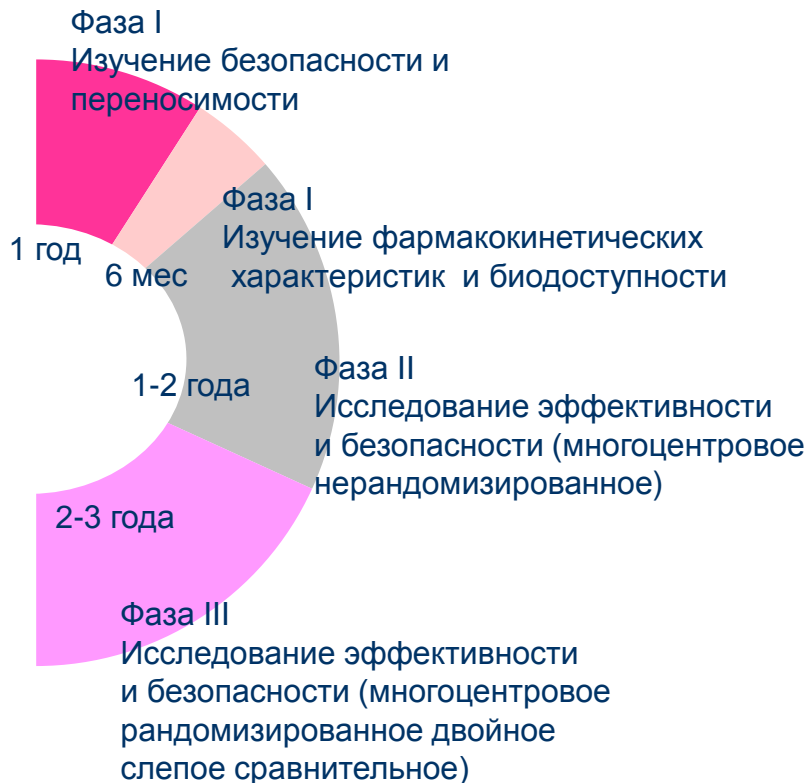 Фаза I
Изучение безопасности и
переносимости
1 год
6 мес
Фаза I
Изучение фармакокинетических
характеристик и биодоступности
1-2 года
Фаза II
Исследование эффективности
и безопасности (многоцентровое
нерандомизированное)
2-3 года
Фаза III
Исследование эффективности
и безопасности (многоцентровое
рандомизированное двойное
слепое сравнительное)